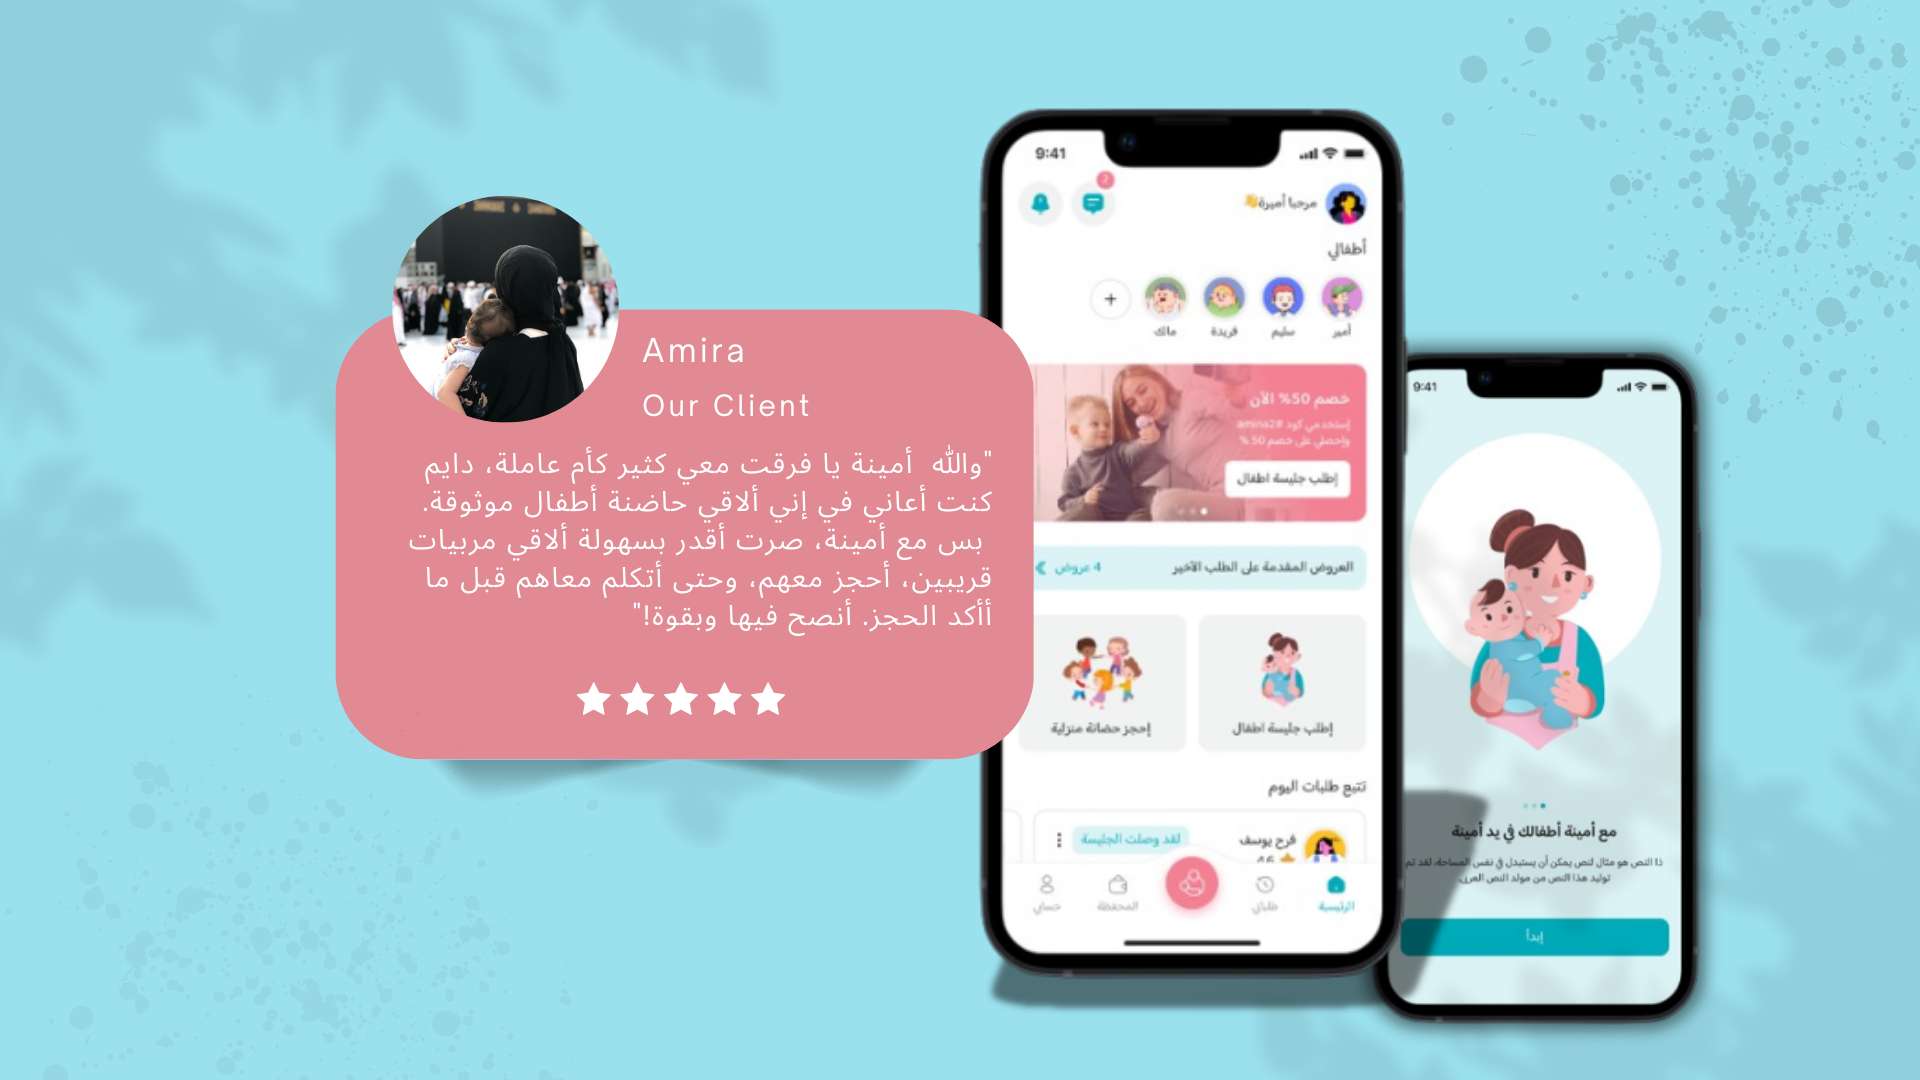 Amira
Our Client
"والله أمينة يا فرقت معي كثير كأم عاملة، دايم
كنت أعاني في إني ألاقي حاضنة أطفال موثوقة.
بس مع أمينة، صرت أقدر بسهولة ألاقي مربيات
قريبين، أحجز معهم، وحتى أتكلم معاهم قبل ما
أأكد الحجز. أنصح فيها وبقوة!"
9:41
2
مرحبا أميرة
أطفالي
أمير
سليم
فريدة
مالك
خصم 50% الآن
إستخدمي كود amina2#
وإحصلي على خصم 50 %
إطلب جليسة اطفال
العروض المقدمة على الطلب الآخير
4 عروض
إطلب جليسة اطفال
إحجز حضانة منزلية
تتبع طلبات اليوم
فرح يوسف
لقد وصلت الجليسة
الرئيسية
طلباتي
المحفظة
حسابي
9:41
مع أمينة أطفالك في يد أمينة
ذا النص هو مثال لنص يمكن أن يستبدل في نفس المساحة، لقد تم
توليد هذا النص من مولد النص العربى
إبدأ